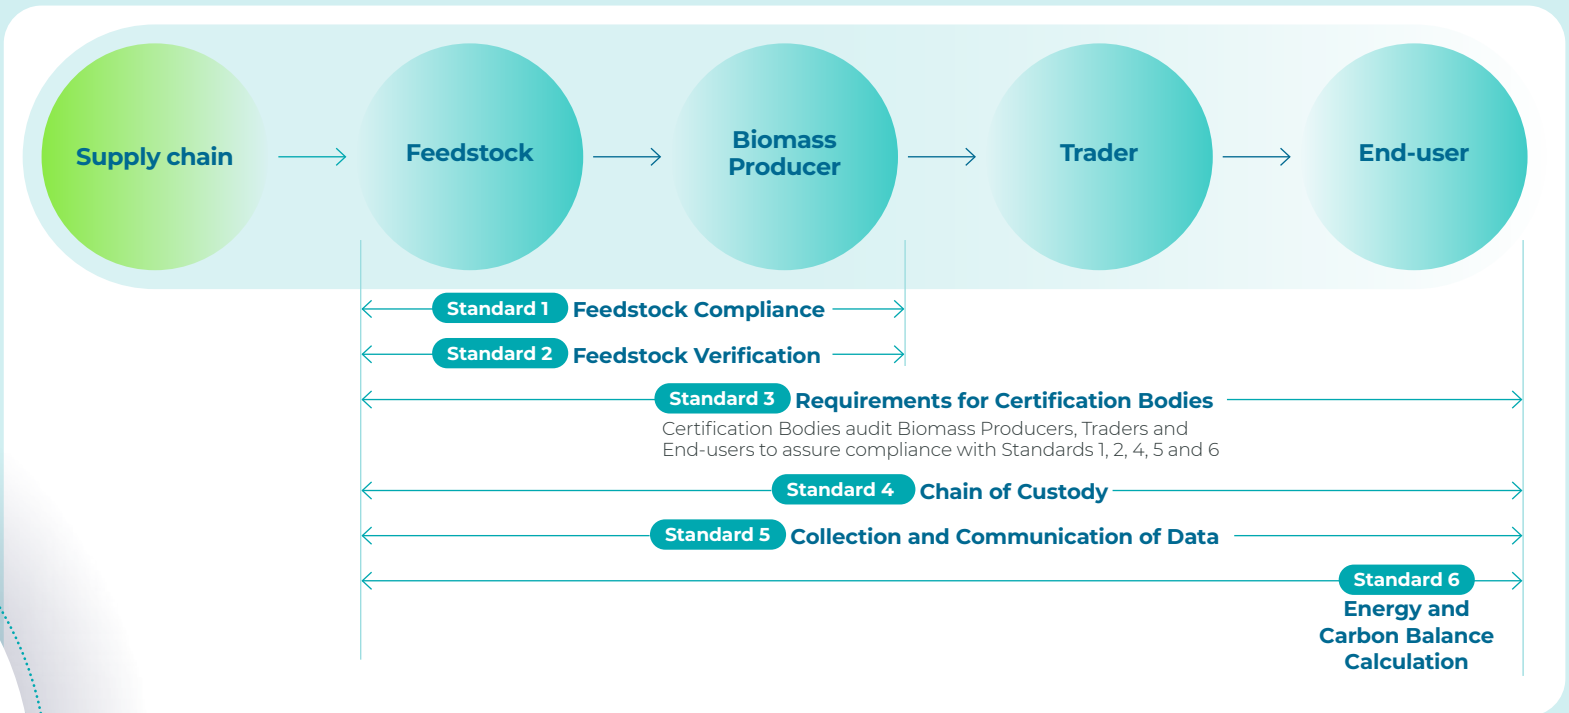 Supply chain
Feedstock
Biomass
Producer
Trader
End-user
Standard 1 Feedstock Compliance
Standard 2 Feedstock Verification
Standard 3 Requirements for Certification Bodies
Certification Bodies audit Biomass Producers, Traders and
End-users to assure compliance with Standards 1, 2, 4, 5 and 6
Standard 4 Chain of Custody
Standard 5 Collection and Communication of Data
Standard 6
Energy and
Carbon Balance
Calculation